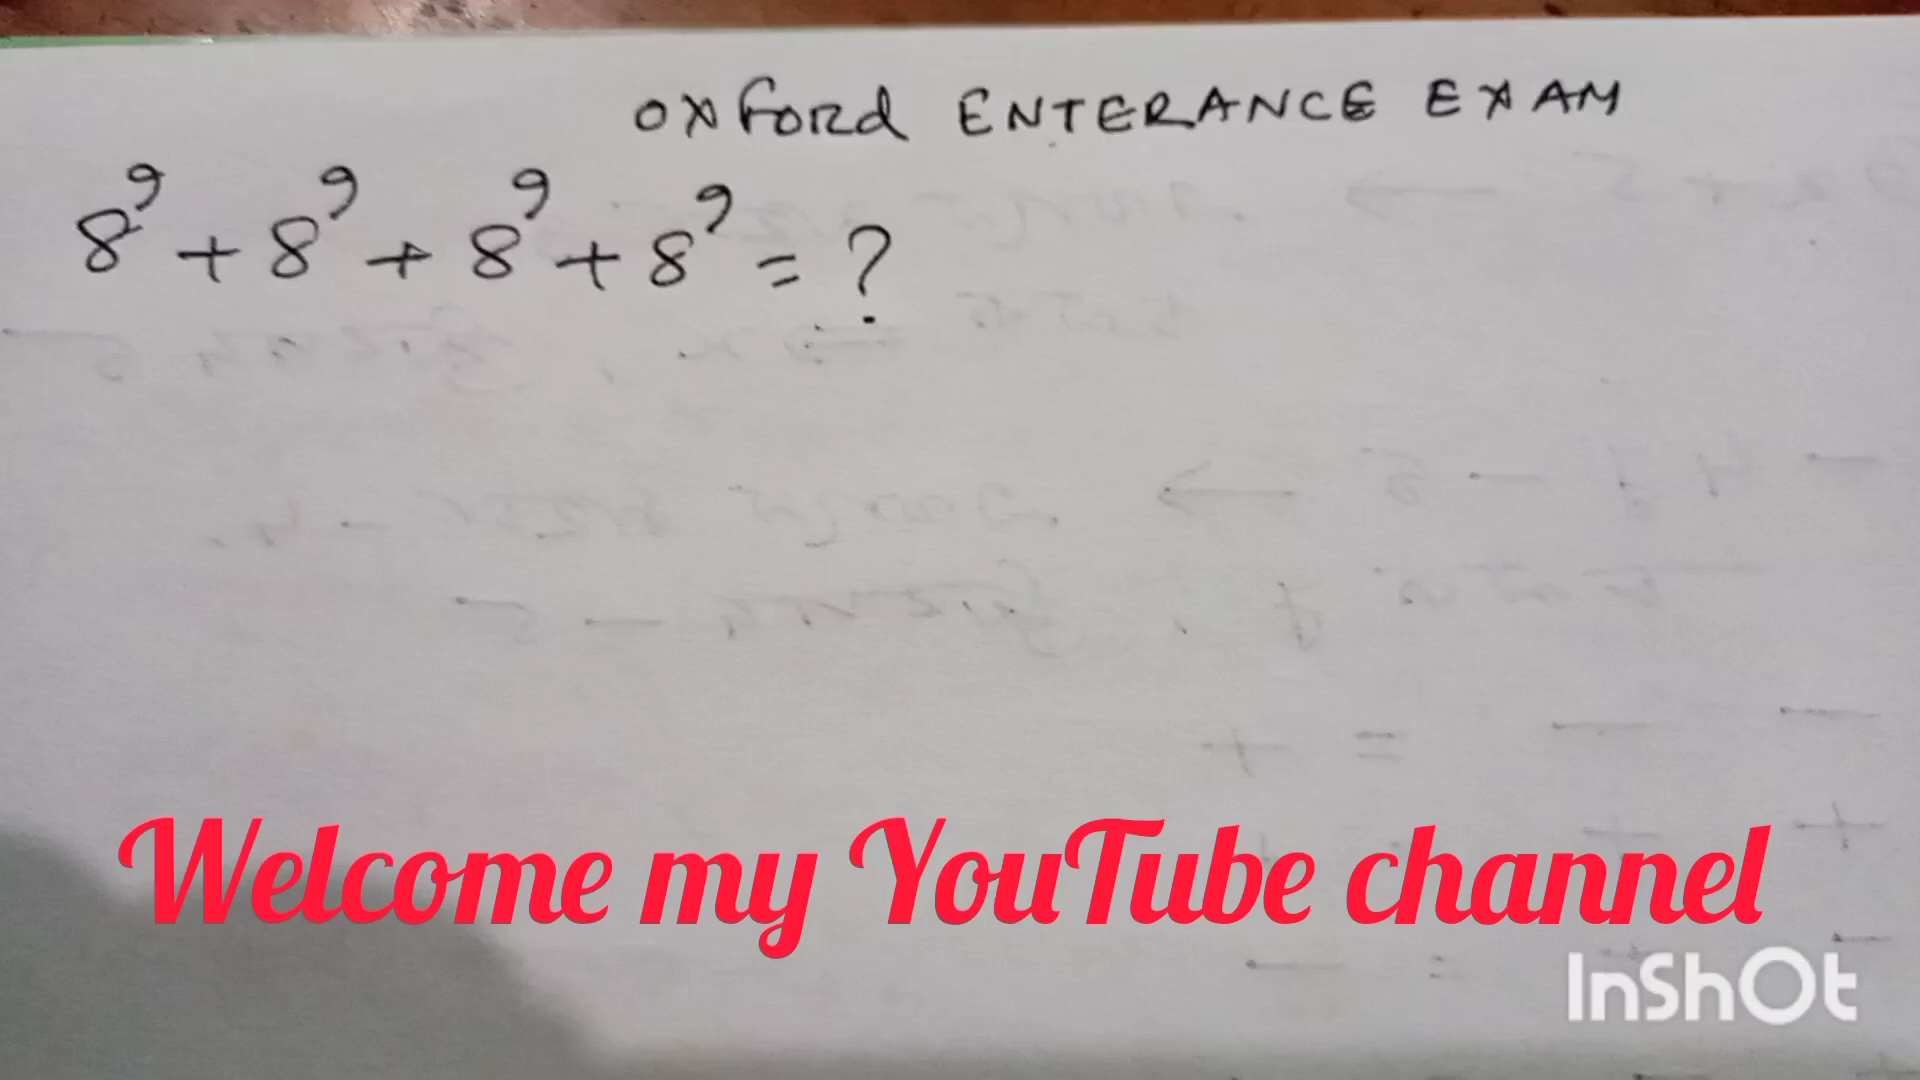 oxford ENTERANCE EXAM
8⁹ + 8⁹ + 8⁹ + 8⁹ = ?
Welcome my YouTube channel
InShOt